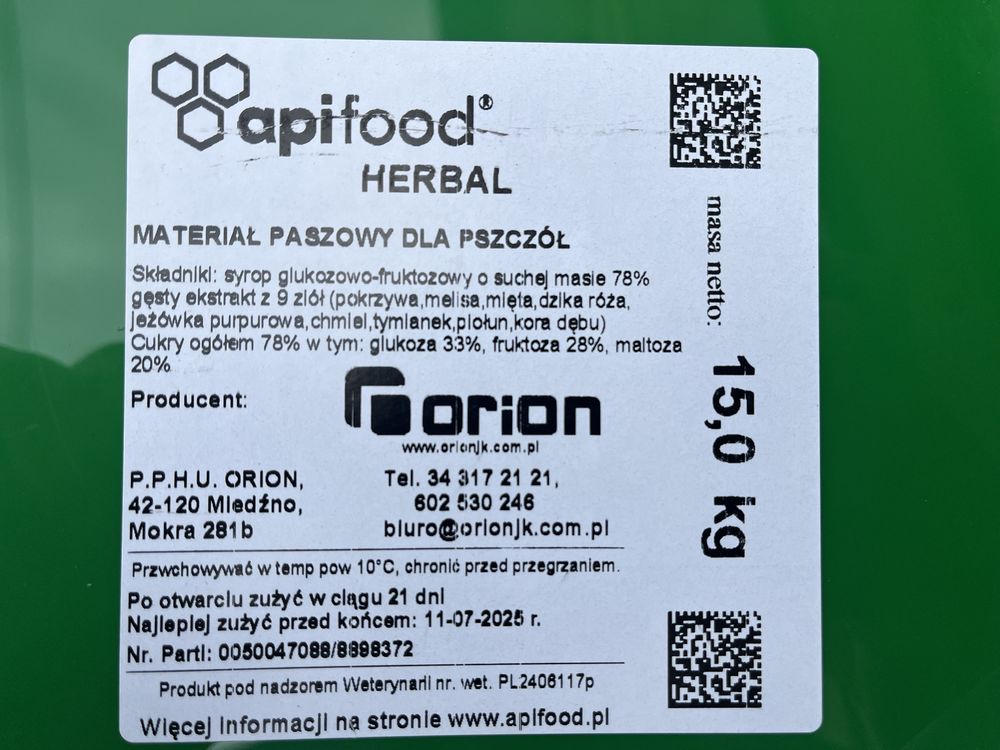 apifood®
HERBAL
MATERIAŁ PASZOWY DLA PSZCZÓŁ
Składniki: syrop glukozowo-fruktozowy o suchej masie 78%
gęsty ekstrakt z 9 ziół (pokrzywa,melisa,mięta,dzika róża,
jeżówka purpurowa,chmiel,tymianek,piołun,kora dębu)
Cukry ogółem 78% w tym: glukoza 33%, fruktoza 28%, maltoza
20%
Producent:
orion
www.orionjk.com.pl
P.P.H.U. ORION,
42-120 Miedźno,
Mokra 281b
Tel. 34 317 21 21,
602 530 246
biuro@orionjk.com.pl
Przwchowywać w temp pow 10°C, chronić przed przegrzaniem.
Po otwarciu zużyć w ciągu 21 dni
Najlepiej zużyć przed końcem: 11-07-2025 r.
Nr. Partii: 0050047088/8898372
Produkt pod nadzorem Weterynarii nr. wet. PL2406117p
Więcej informacji na stronie www.apifood.pl
masa netto: 15,0 kg